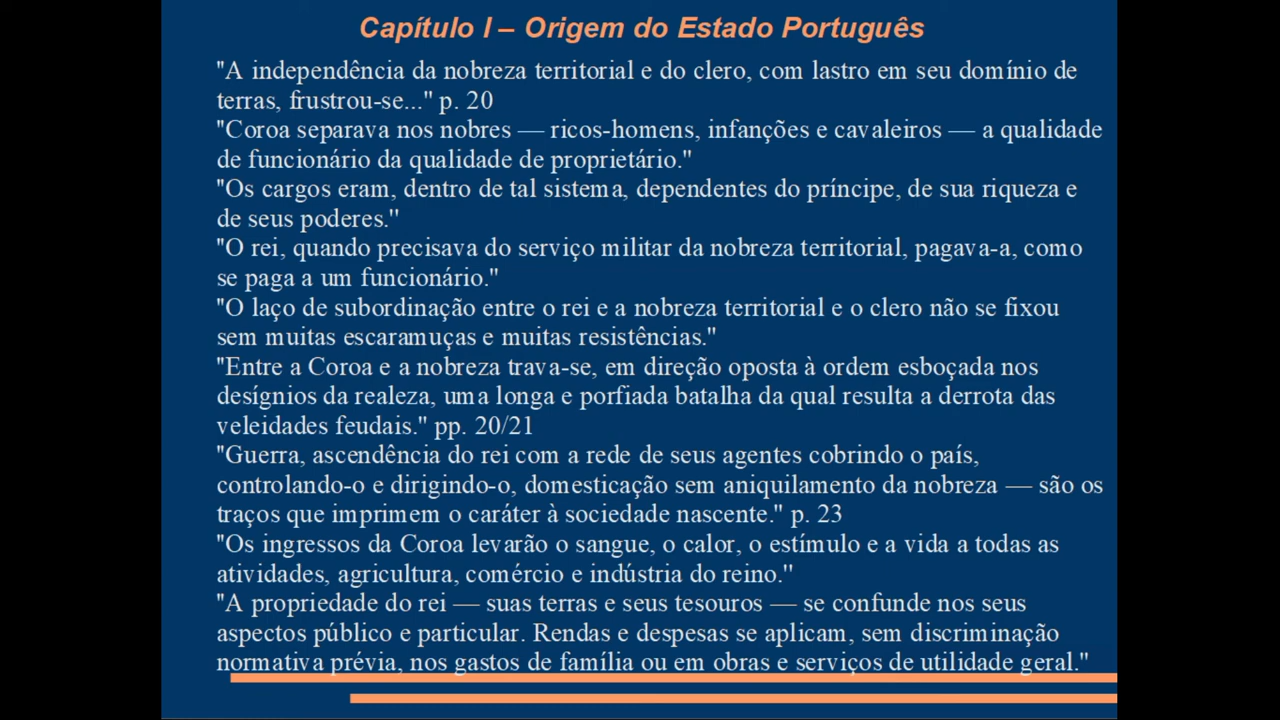 Capítulo I – Origem do Estado Português
"A independência da nobreza territorial e do clero, com lastro em seu domínio de
terras, frustrou-se..." p. 20
"Coroa separava nos nobres — ricos-homens, infanções e cavaleiros — a qualidade
de funcionário da qualidade de proprietário."
"Os cargos eram, dentro de tal sistema, dependentes do príncipe, de sua riqueza e
de seus poderes."
"O rei, quando precisava do serviço militar da nobreza territorial, pagava-a, como
se paga a um funcionário."
"O laço de subordinação entre o rei e a nobreza territorial e o clero não se fixou
sem muitas escaramuças e muitas resistências."
"Entre a Coroa e a nobreza trava-se, em direção oposta à ordem esboçada nos
desígnios da realeza, uma longa e porfiada batalha da qual resulta a derrota das
veleidades feudais." pp. 20/21
"Guerra, ascendência do rei com a rede de seus agentes cobrindo o país,
controlando-o e dirigindo-o, domesticação sem aniquilamento da nobreza — são os
traços que imprimem o caráter à sociedade nascente." p. 23
"Os ingressos da Coroa levarão o sangue, o calor, o estímulo e a vida a todas as
atividades, agricultura, comércio e indústria do reino."
"A propriedade do rei — suas terras e seus tesouros — se confunde nos seus
aspectos público e particular. Rendas e despesas se aplicam, sem discriminação
normativa prévia, nos gastos de família ou em obras e serviços de utilidade geral."